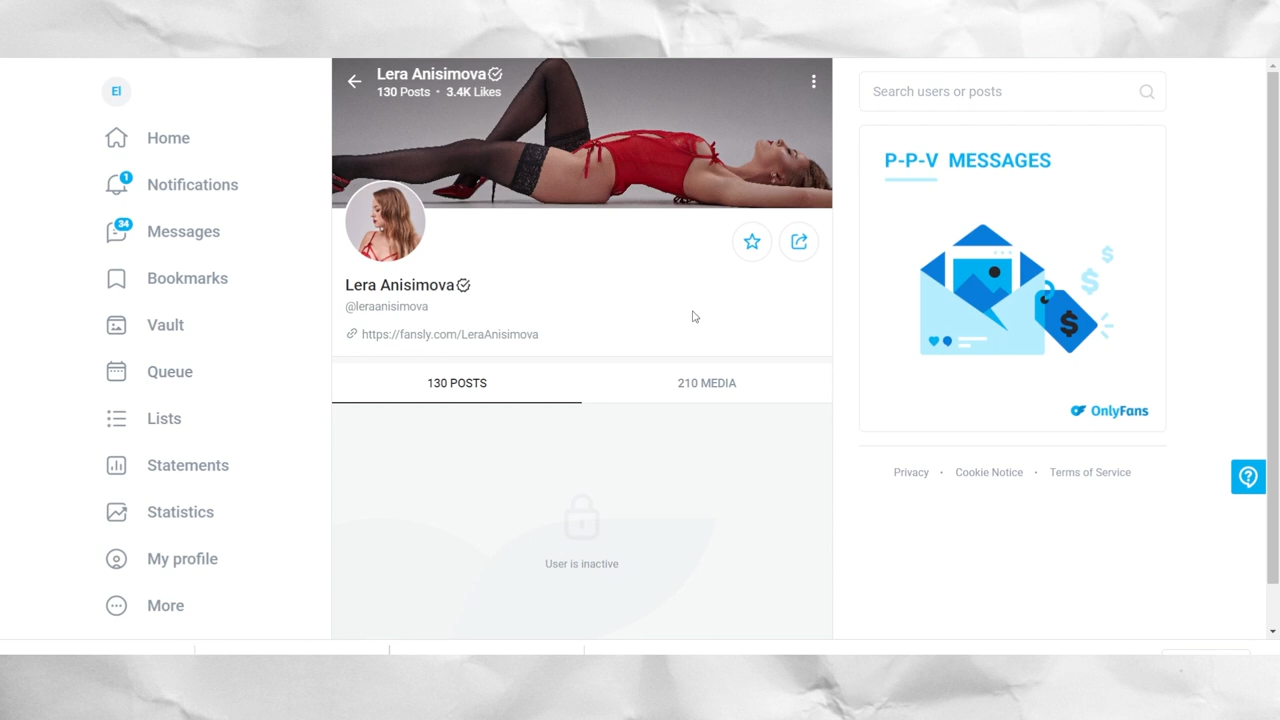 El
Home
1
Notifications
34
Messages
Bookmarks
Vault
Queue
Lists
Statements
Statistics
My profile
More
Lera Anisimova
130 Posts · 3.4K Likes
Lera Anisimova
@leraanisimova
https://fansly.com/LeraAnisimova
130 POSTS
210 MEDIA
User is inactive
Search users or posts
P-P-V MESSAGES
$
$
$
OnlyFans
Privacy · Cookie Notice · Terms of Service